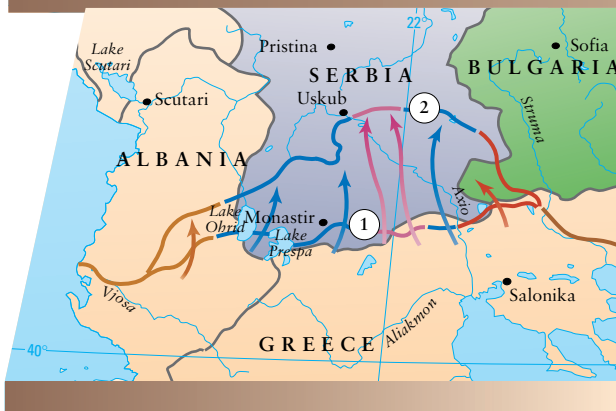 22°
Lake
Scutari
Pristina
Sofia
SERBIA
BULGARIA
Scutari
Uskub
2
Struma
ALBANIA
Axio
Lake
Ohrid
Monastir
1
Lake
Prespa
Vjosa
Salonika
Aliakmon
GREECE
40°